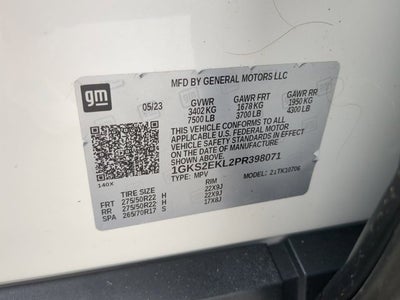 gm
MFD BY GENERAL MOTORS LLC
05/23 GVWR GAWR FRT GAWR RR
3402 KG 1678 KG 1950 KG
7500 LB 3700 LB 4300 LB
THIS VEHICLE CONFORMS TO ALL APPLICABLE
U.S. FEDERAL MOTOR VEHICLE SAFETY
STANDARDS IN EFFECT ON THE DATE OF MANUFACTURE
SHOWN ABOVE.
1GKS2EKL2PR398071
140X TYPE: MPV MODEL:
TIRE SIZE RIM
FRT 275/50R22 H 22X9J
RR 275/50R22 H 22X9J
SPA 265/70R17 S 17X8J